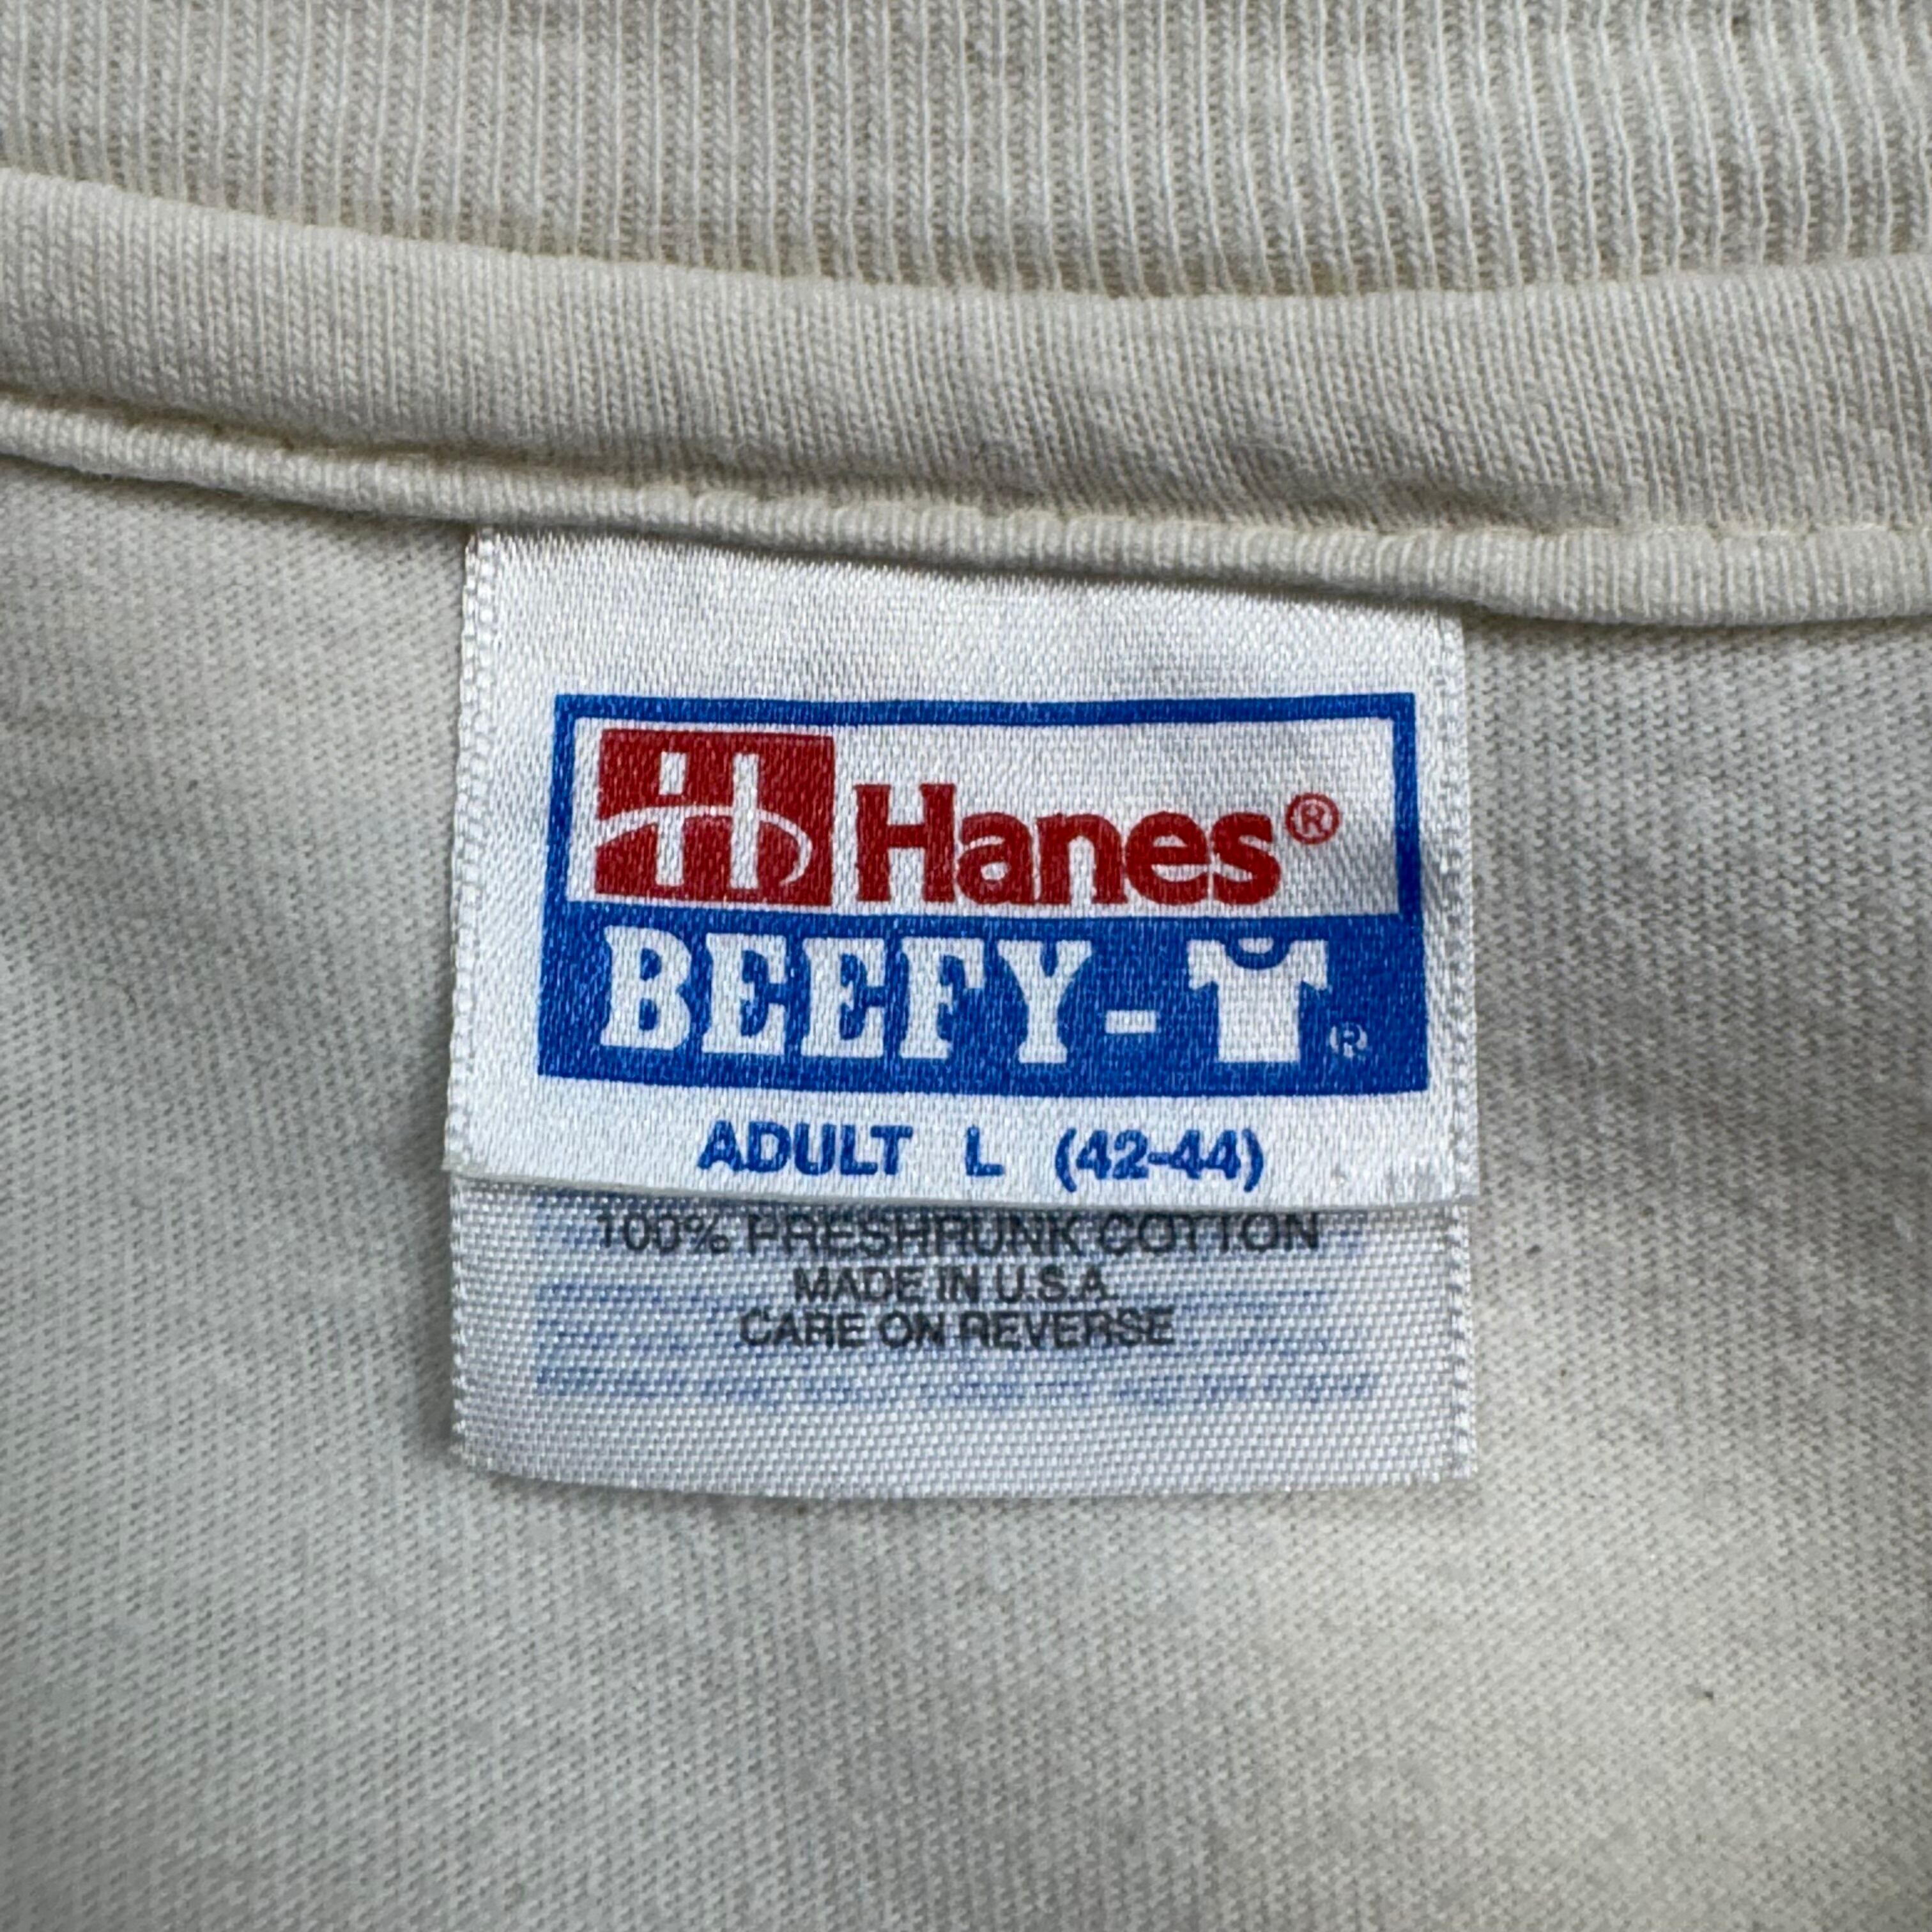 Hanes®
BEEFY-T®
ADULT L (42-44)
100% PRESHRUNK COTTON
MADE IN U.S.A.
CARE ON REVERSE